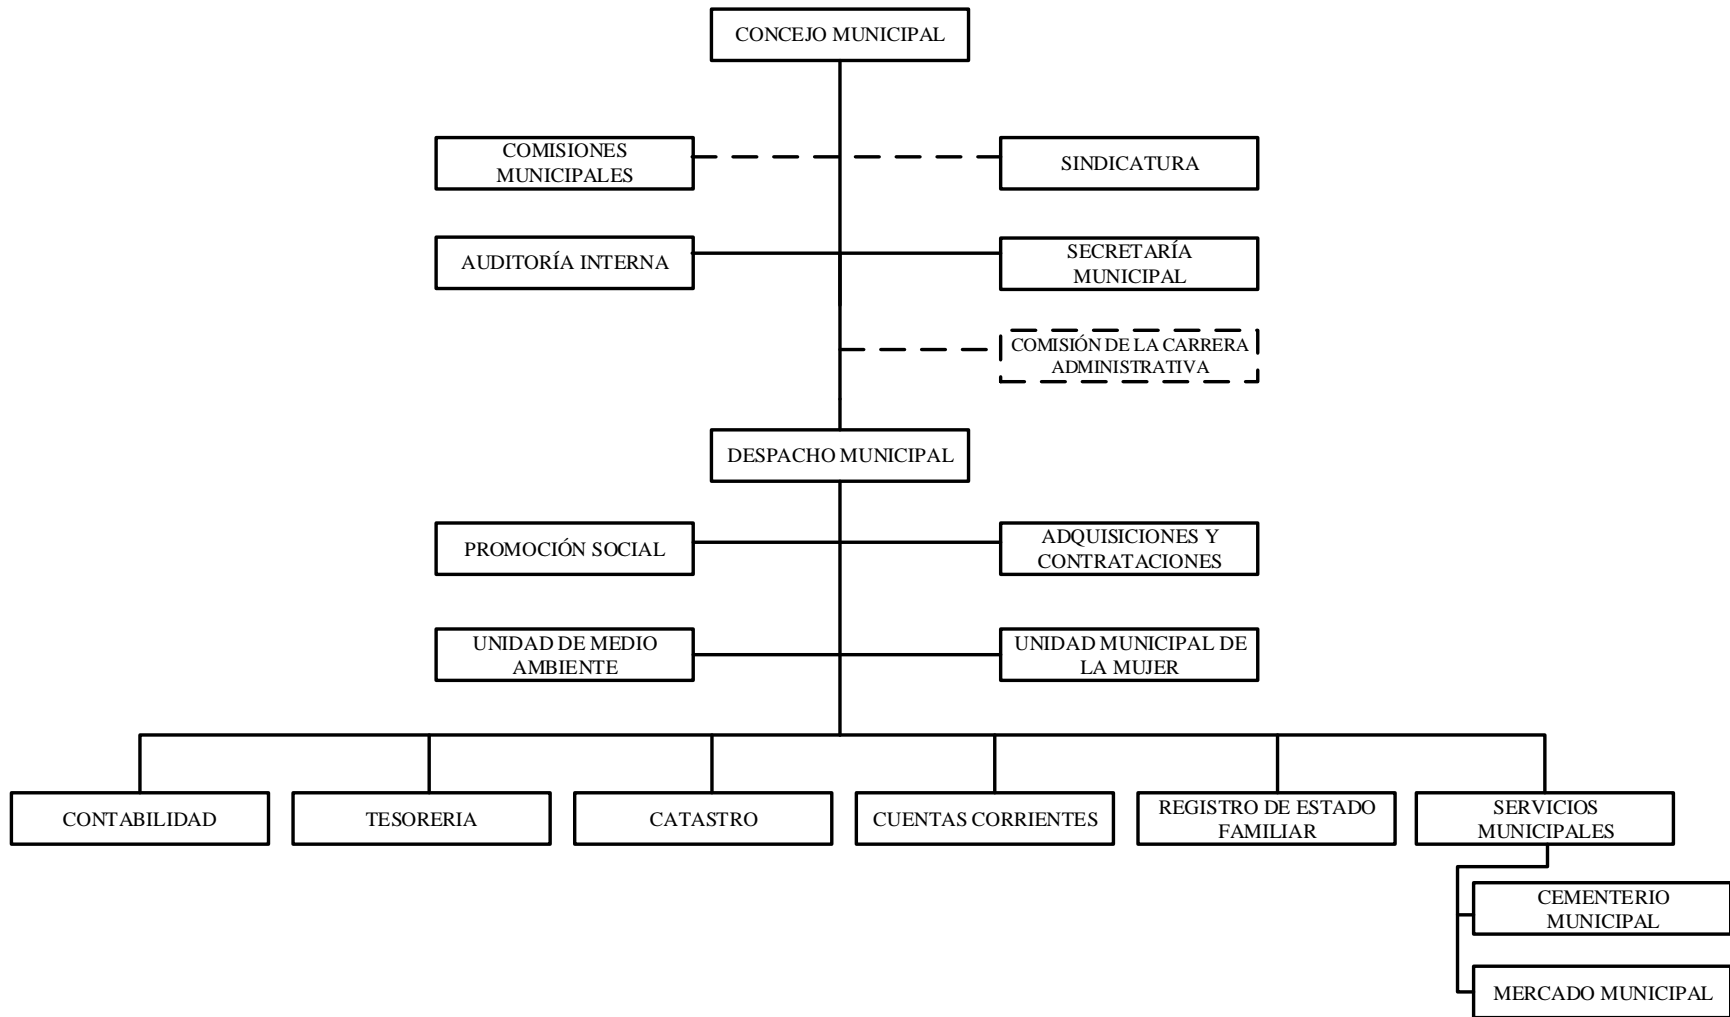 CONCEJO MUNICIPAL
COMISIONES
MUNICIPALES
SINDICATURA
AUDITORÍA INTERNA
SECRETARÍA
MUNICIPAL
COMISIÓN DE LA CARRERA
ADMINISTRATIVA
DESPACHO MUNICIPAL
PROMOCIÓN SOCIAL
ADQUISICIONES Y
CONTRATACIONES
UNIDAD DE MEDIO
AMBIENTE
UNIDAD MUNICIPAL DE
LA MUJER
CONTABILIDAD
TESORERIA
CATASTRO
CUENTAS CORRIENTES
REGISTRO DE ESTADO
FAMILIAR
SERVICIOS
MUNICIPALES
CEMENTERIO
MUNICIPAL
MERCADO MUNICIPAL